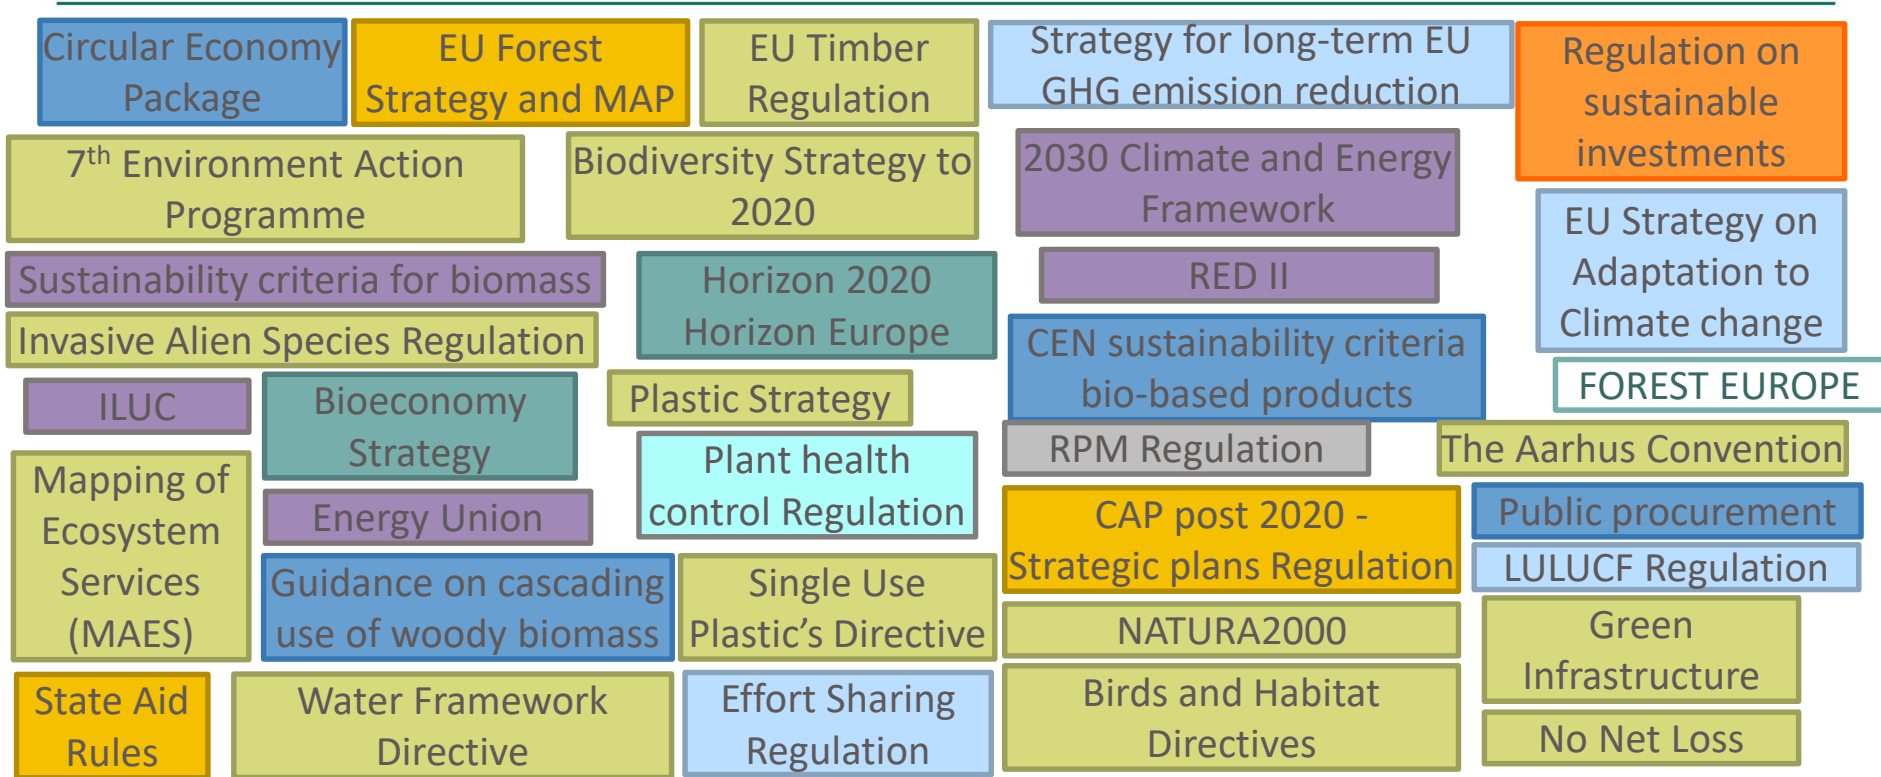 Circular Economy
Package
EU Forest
Strategy and MAP
EU Timber
Regulation
Strategy for long-term EU
GHG emission reduction
Regulation on
sustainable
investments
7th Environment Action
Programme
Biodiversity Strategy to
2020
2030 Climate and Energy
Framework
EU Strategy on
Adaptation to
Climate change
Sustainability criteria for biomass
Horizon 2020
Horizon Europe
RED II
Invasive Alien Species Regulation
CEN sustainability criteria
bio-based products
FOREST EUROPE
ILUC
Bioeconomy
Strategy
Plastic Strategy
Plant health
control Regulation
RPM Regulation
The Aarhus Convention
Mapping of
Ecosystem
Services
(MAES)
Energy Union
CAP post 2020 -
Strategic plans Regulation
Public procurement
LULUCF Regulation
Guidance on cascading
use of woody biomass
Single Use
Plastic’s Directive
NATURA2000
Green
Infrastructure
State Aid
Rules
Water Framework
Directive
Effort Sharing
Regulation
Birds and Habitat
Directives
No Net Loss